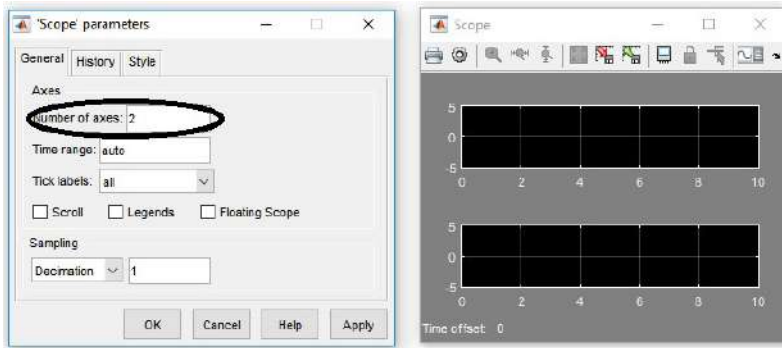 'Scope' parameters
General History Style
Axes
Number of axes: 2
Time range: auto
Tick labels: all
Scroll Legends Floating Scope
Sampling
Decimation 1
OK Cancel Help Apply
Scope
5
0
-5
0 2 4 6 8 10
5
0
-5
0 2 4 6 8 10
Time offset: 0